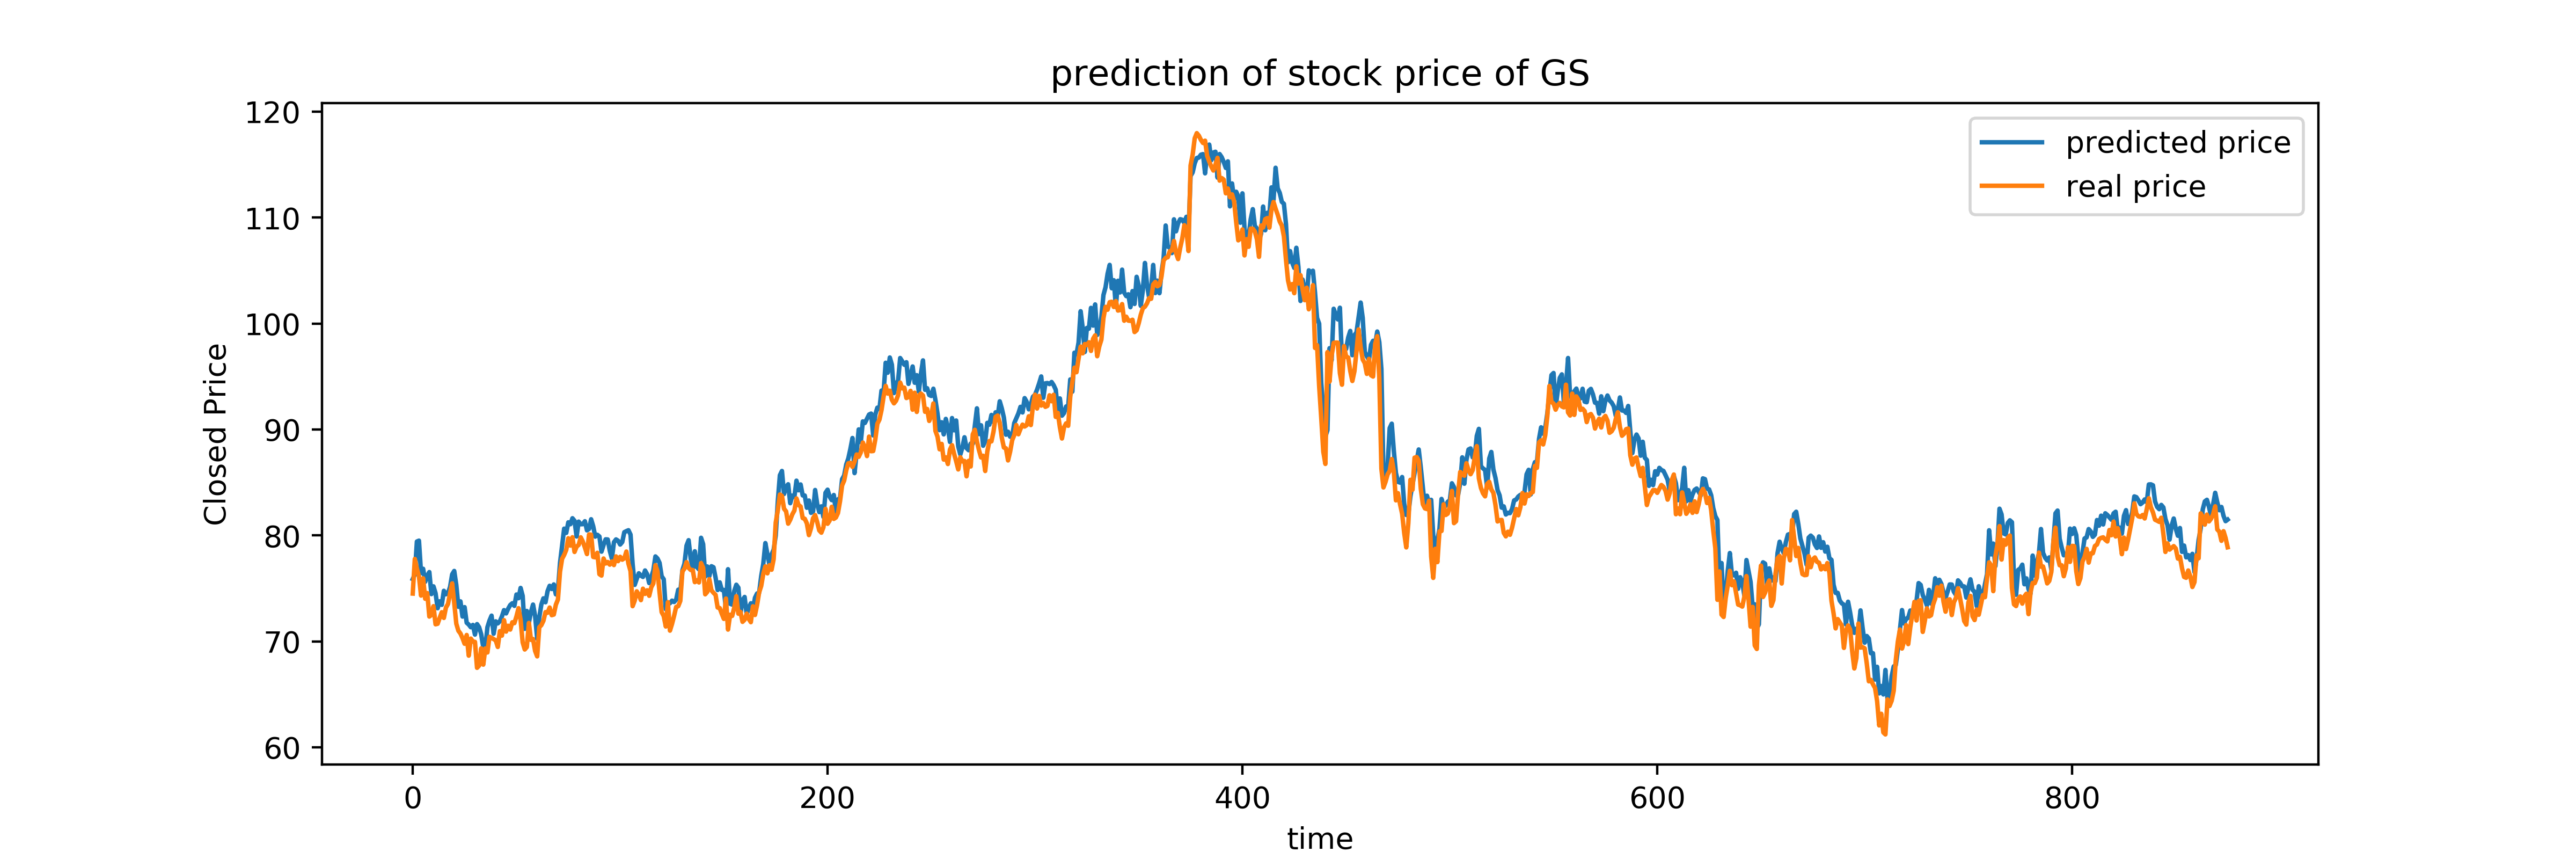 prediction of stock price of GS
120
110
100
90
80
70
60
Closed Price
predicted price
real price
0 200 400 600 800
time